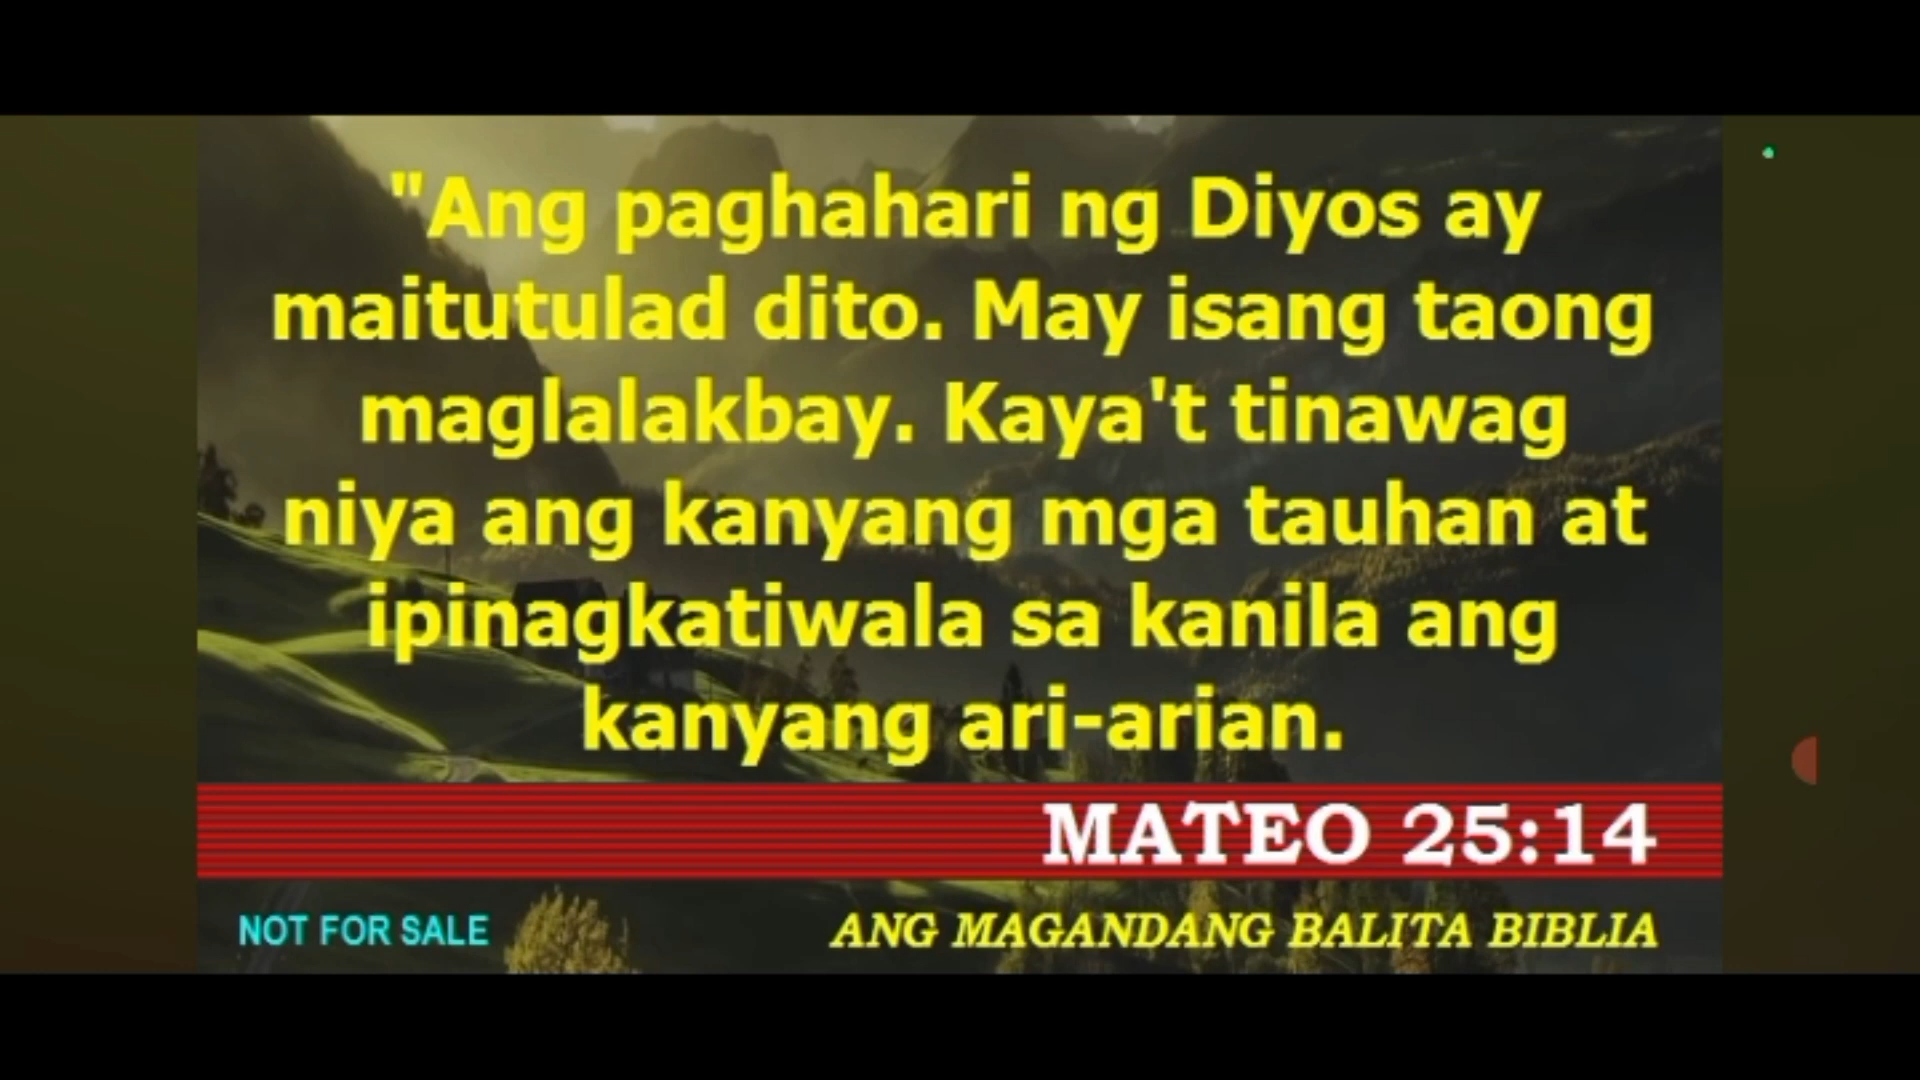 "Ang paghahari ng Diyos ay
maitutulad dito. May isang taong
maglalakbay. Kaya't tinawag
niya ang kanyang mga tauhan at
ipinagkatiwala sa kanila ang
kanyang ari-arian.
MATEO 25:14
NOT FOR SALE
ANG MAGANDANG BALITA BIBLIA